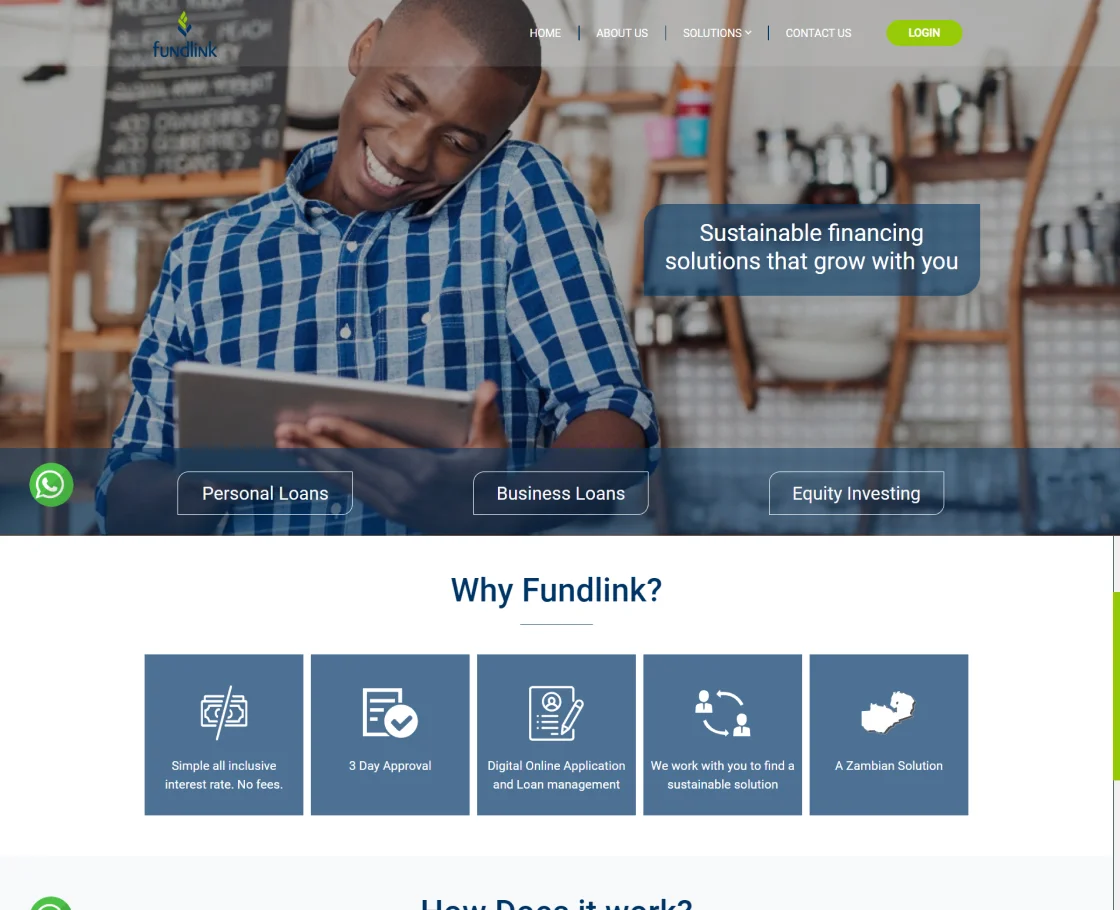 fundlink
HOME
ABOUT US
SOLUTIONS
CONTACT US
LOGIN
Sustainable financing
solutions that grow with you
Personal Loans
Business Loans
Equity Investing
Why Fundlink?
Simple all inclusive
interest rate. No fees.
3 Day Approval
Digital Online Application
and Loan management
We work with you to find a
sustainable solution
A Zambian Solution
How Does it work?